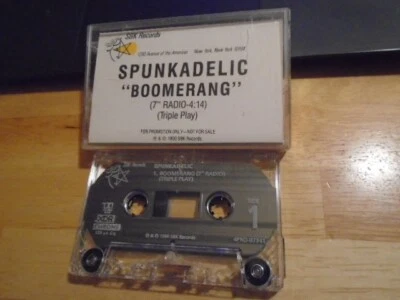 SBK Records
1290 Avenue of the Americas New York, New York 10104
SPUNKADELIC
"BOOMERANG"
(7" RADIO-4:14)
(Triple Play)
FOR PROMOTION ONLY—NOT FOR SALE
1990 SBK Records
SPUNKADELIC
1. BOOMERANG (7" RADIO)
(TRIPLE PLAY)
SIDE
1